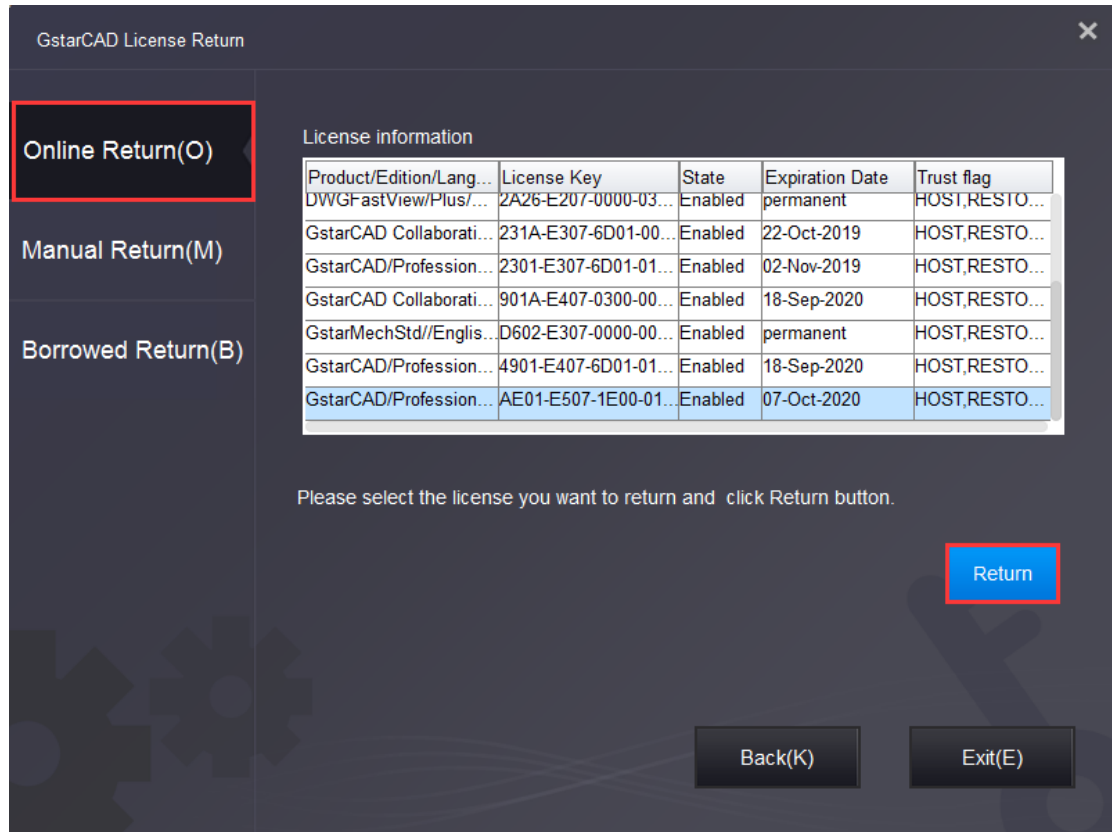 GstarCAD License Return
Online Return(O)
Manual Return(M)
Borrowed Return(B)
License information
Product/Edition/Lang... License Key State Expiration Date Trust flag
DWGFastView/Plus/... 2A26-E207-0000-03... Enabled permanent HOST,RESTO...
GstarCAD Collaborati... 231A-E307-6D01-00... Enabled 22-Oct-2019 HOST,RESTO...
GstarCAD/Profession... 2301-E307-6D01-01... Enabled 02-Nov-2019 HOST,RESTO...
GstarCAD Collaborati... 901A-E407-0300-00... Enabled 18-Sep-2020 HOST,RESTO...
GstarMechStd//Englis... D602-E307-0000-00... Enabled permanent HOST,RESTO...
GstarCAD/Profession... 4901-E407-6D01-01... Enabled 18-Sep-2020 HOST,RESTO...
GstarCAD/Profession... AE01-E507-1E00-01... Enabled 07-Oct-2020 HOST,RESTO...
Please select the license you want to return and click Return button.
Return
Back(K) Exit(E)